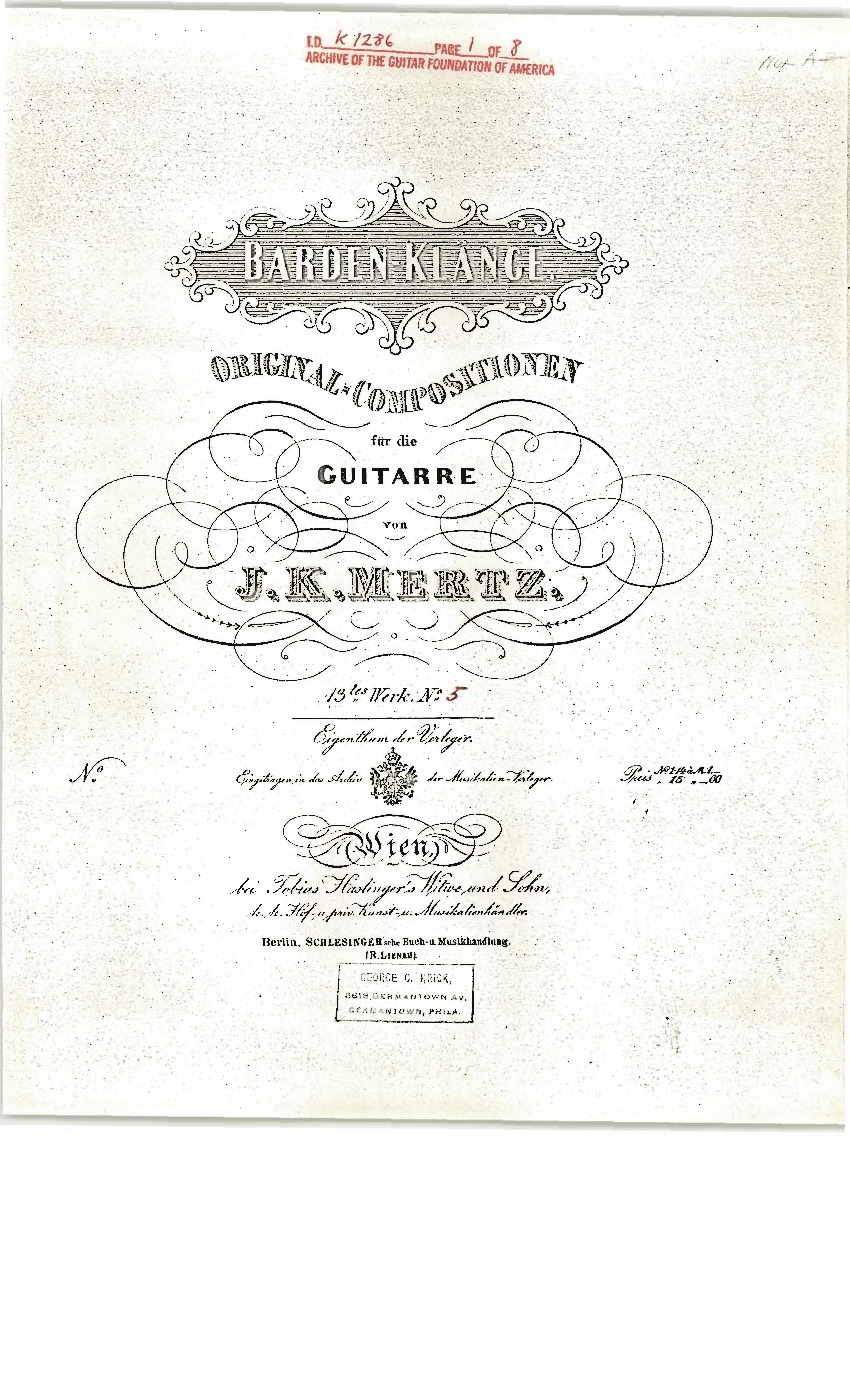 I.D. K 1286 PAGE 1 OF 8
ARCHIVE OF THE GUITAR FOUNDATION OF AMERICA
BARDEN-KLÄNGE,
ORIGINAL-COMPOSITIONEN
für die
GUITARRE
von
J. K. MERTZ,
13tes Werk. No 5
Eigenthum der Verleger.
No
Eingetragen in das Archiv der Musikalien-Verleger.
Preis
" 15 " _.60
Wien,
bei Tobias Haslinger's Witwe und Sohn,
k. k. Hof- u. priv. Kunst- u. Musikalienhändler.
Berlin, SCHLESINGER'sche Buch- u. Musikhandlung.
(R. LIENAU).
GEORGE C. KRICK,
GERMANTOWN AV.
GERMANTOWN, PHILA.